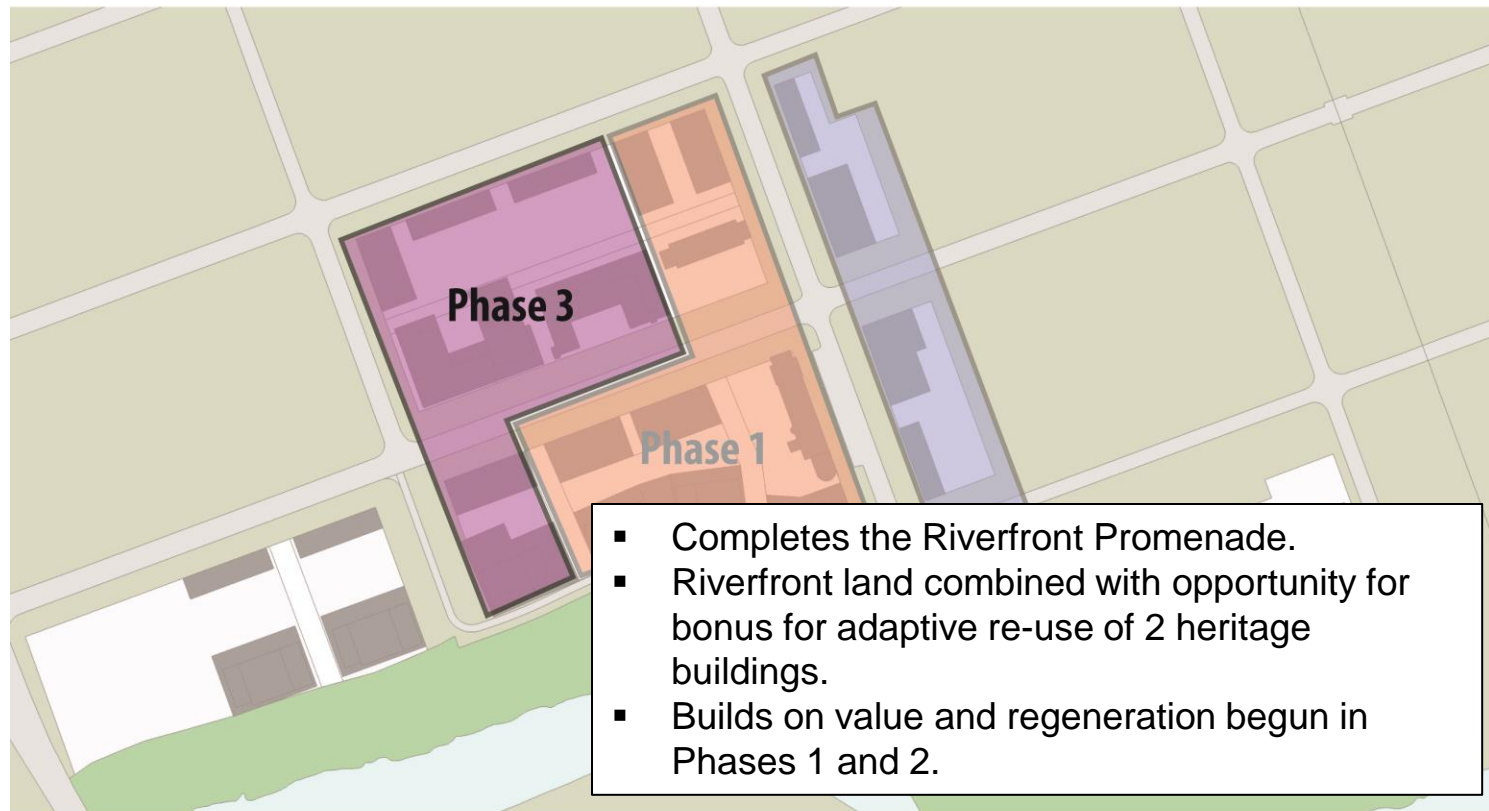 Phase 3
Phase 1
▪ Completes the Riverfront Promenade.
▪ Riverfront land combined with opportunity for
bonus for adaptive re-use of 2 heritage
buildings.
▪ Builds on value and regeneration begun in
Phases 1 and 2.